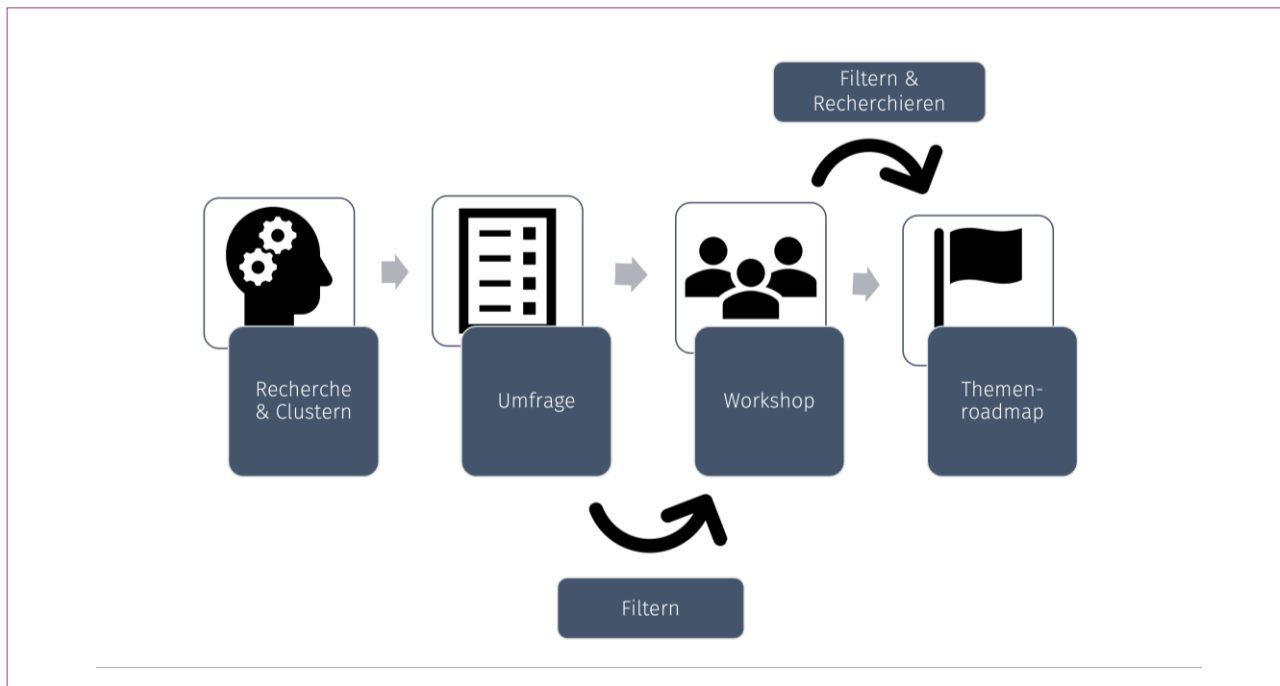 Filtern &
Recherchieren
Recherche
& Clustern
Umfrage
Workshop
Themen-
roadmap
Filtern